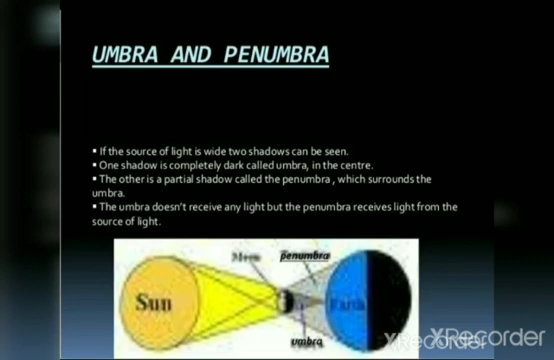 UMBRA AND PENUMBRA
▪ If the source of light is wide two shadows can be seen.
▪ One shadow is completely dark called umbra, in the centre.
▪ The other is a partial shadow called the penumbra , which surrounds the
umbra.
▪ The umbra doesn't receive any light but the penumbra receives light from the
source of light.
Moon
penumbra
Sun
Earth
umbra
XRecorder
XRecorder